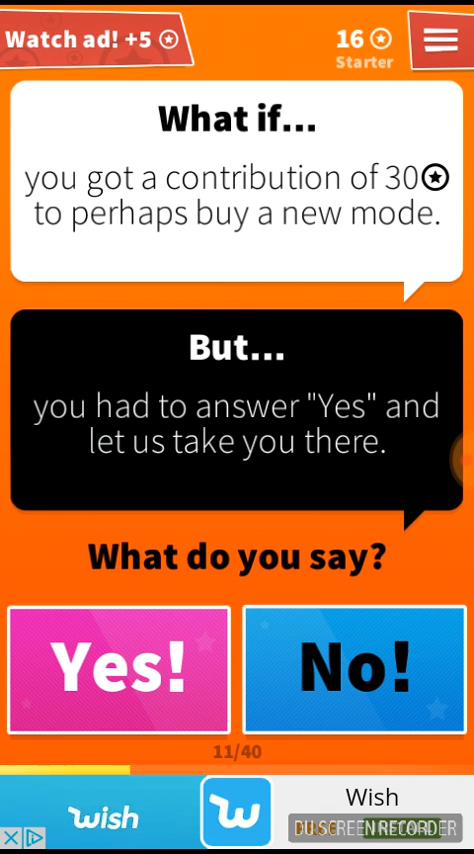 Watch ad! +5
16
Starter
What if...
you got a contribution of 30
to perhaps buy a new mode.
But...
you had to answer "Yes" and
let us take you there.
What do you say?
Yes! No!
11/40
wish
Wish
DU SCREEN RECORDER